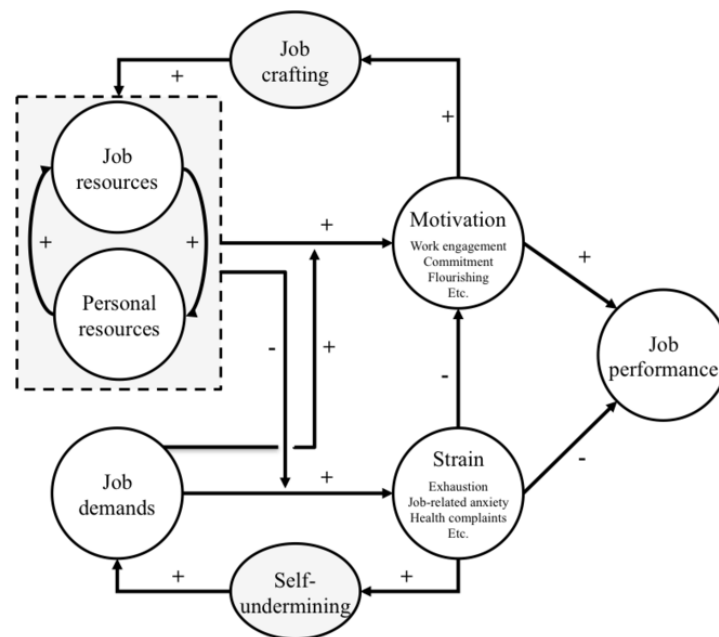 Job
crafting
+
+
Job
resources
+
+
Personal
resources
+
-
+
Motivation
Work engagement
Commitment
Flourishing
Etc.
+
Job
performance
-
-
Job
demands
+
Strain
Exhaustion
Job-related anxiety
Health complaints
Etc.
+
Self-
undermining
+